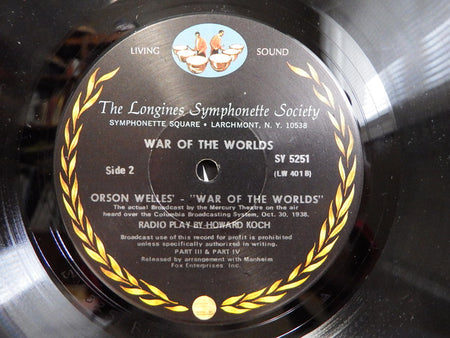 LIVING SOUND
The Longines Symphonette Society
SYMPHONETTE SQUARE • LARCHMONT, N. Y. 10538
WAR OF THE WORLDS
Side 2
SY 5251
(LW 401 B)
ORSON WELLES' - "WAR OF THE WORLDS"
The actual Broadcast by the Mercury Theatre on the air
heard over the Columbia Broadcasting System, Oct. 30, 1938.
RADIO PLAY BY HOWARD KOCH
Broadcast use of this record for profit is prohibited
unless specifically authorized in writing.
PART III & PART IV
Released by arrangement with Manheim
Fox Enterprises Inc.